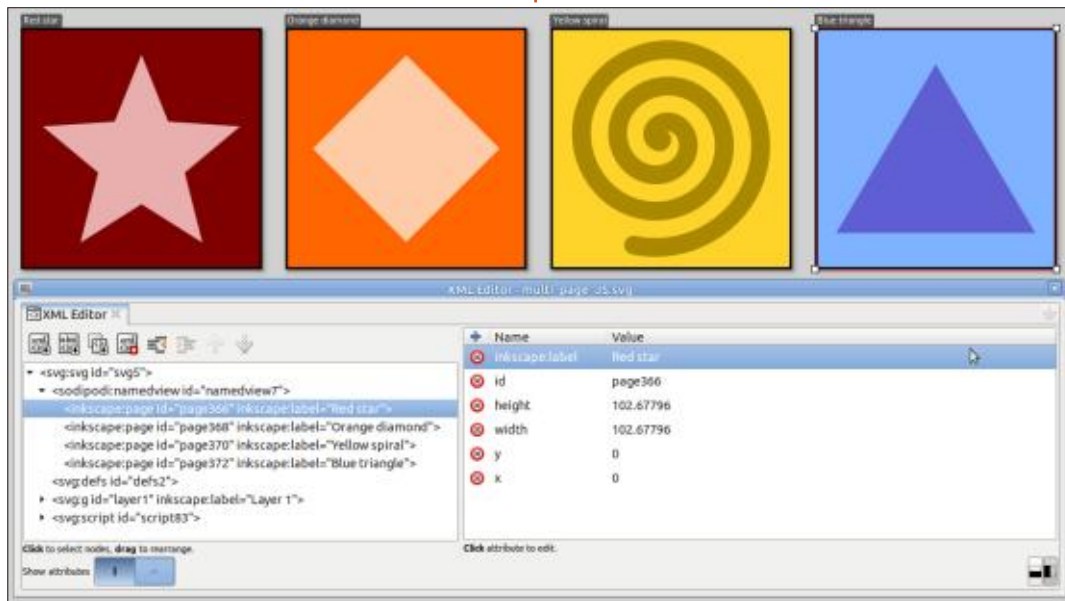 Red star
Orange diamond
Yellow spiral
Blue triangle
XML Editor - multi_page_35.svg
XML Editor
Name Value
inkscape:label Red star
id page366
height 102.67796
width 102.67796
y 0
x 0
<svg:svg id="svg5">
<sodipodi:namedview id="namedview7">
<inkscape:page id="page366" inkscape:label="Red star">
<inkscape:page id="page368" inkscape:label="Orange diamond">
<inkscape:page id="page370" inkscape:label="Yellow spiral">
<inkscape:page id="page372" inkscape:label="Blue triangle">
<svg:defs id="defs2">
<svg:g id="layer1" inkscape:label="Layer 1">
<svg:script id="script83">
Click to select nodes, drag to rearrange.
Click attribute to edit.
Show attributes